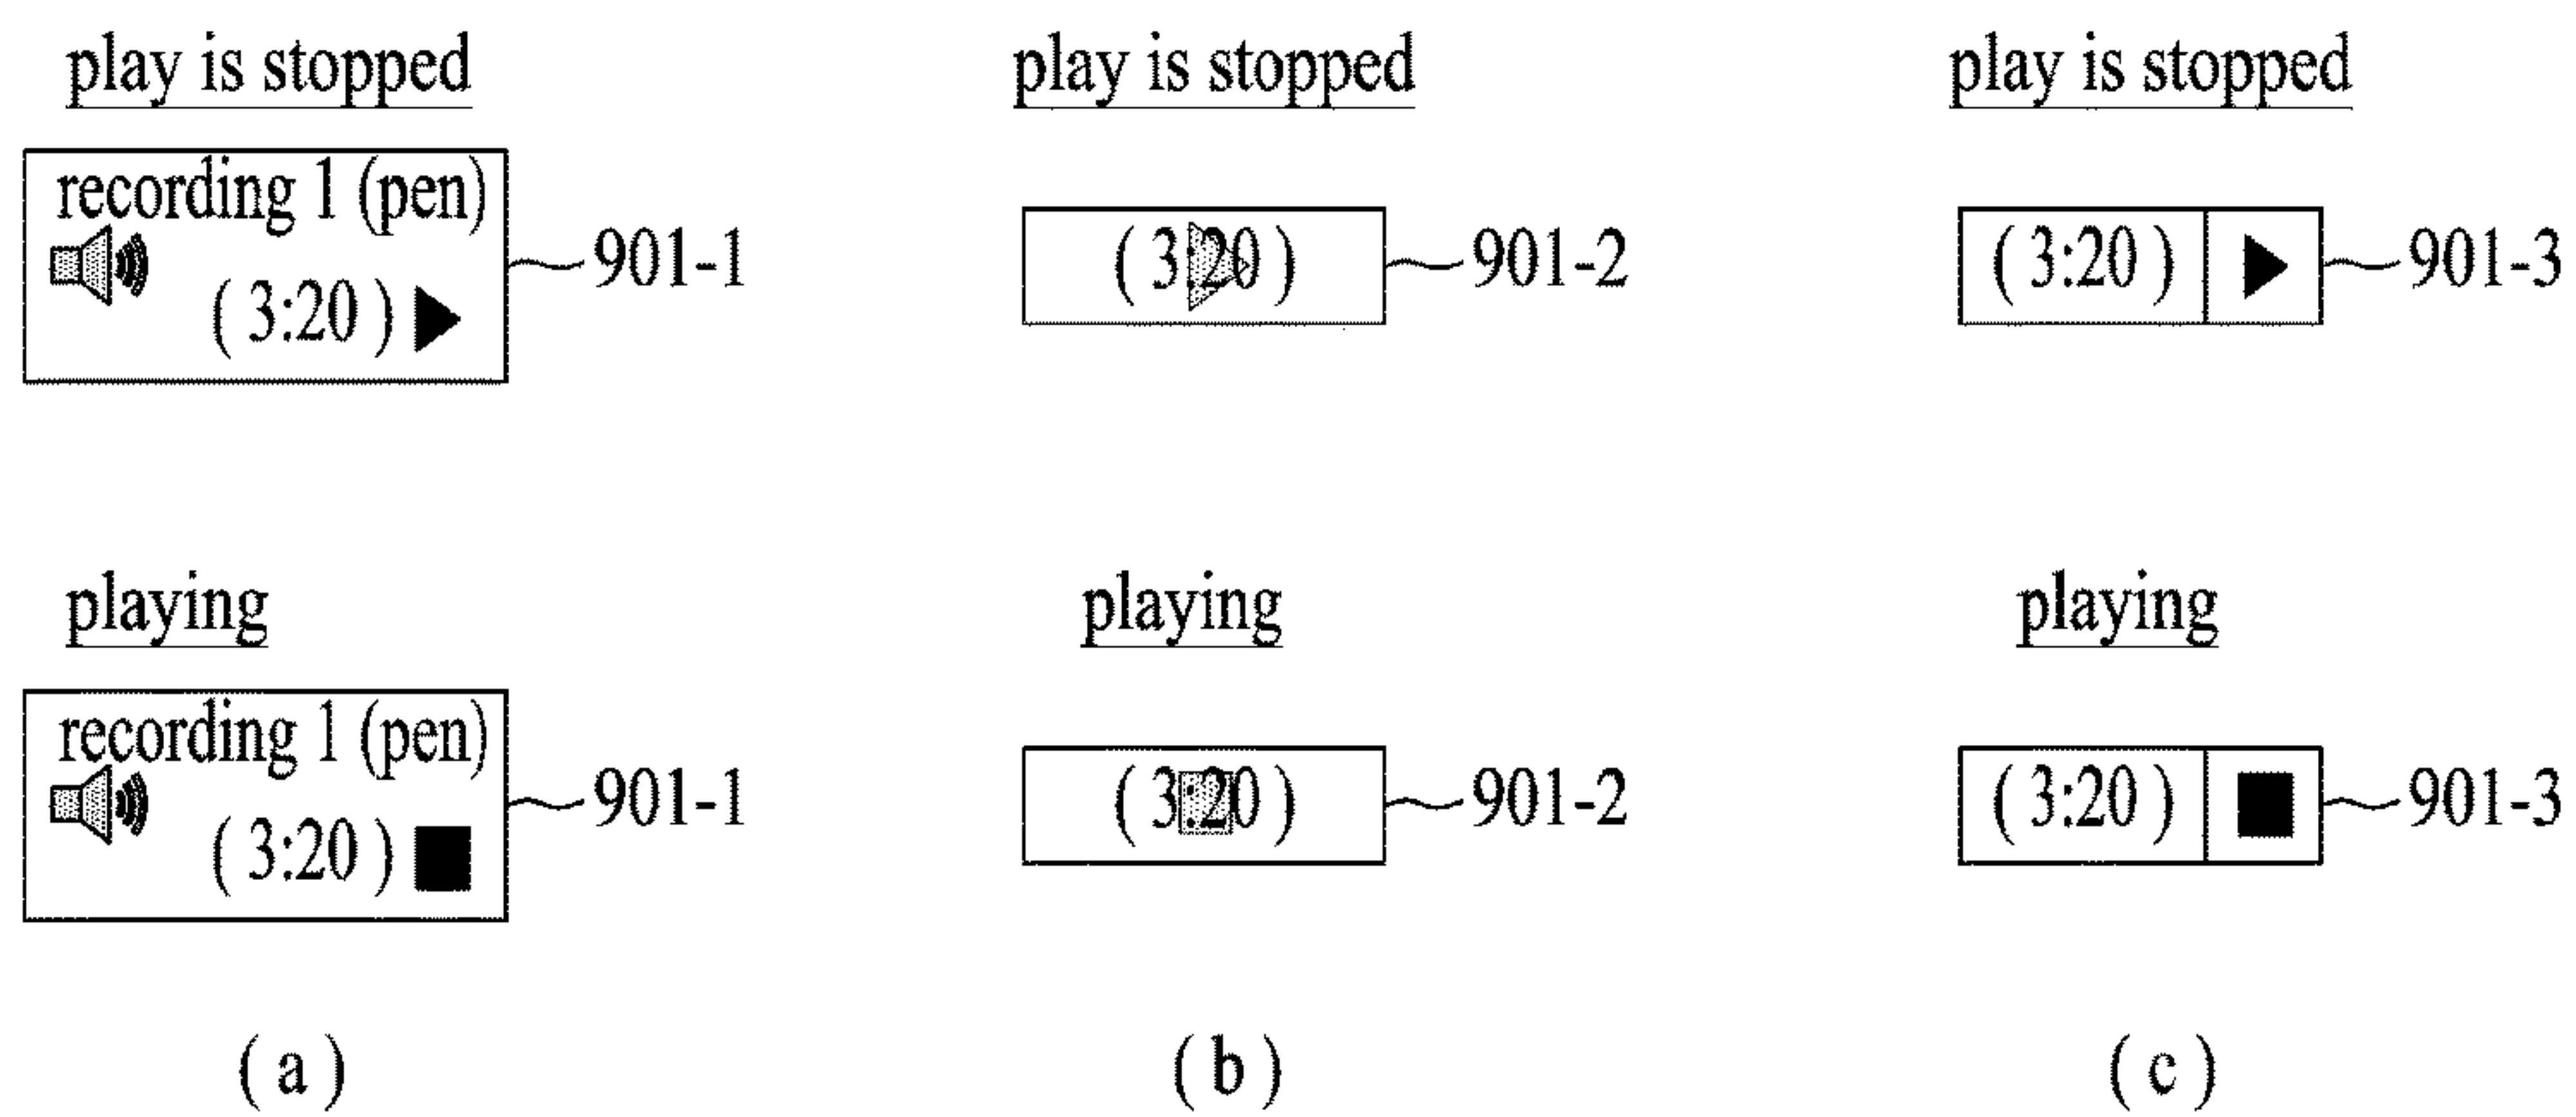 play is stopped
play is stopped
play is stopped
recording 1 (pen)
( 3:20 )
901-1
( 3:20 )
901-2
( 3:20 )
901-3
playing
playing
playing
recording 1 (pen)
( 3:20 )
901-1
( 3:20 )
901-2
( 3:20 )
901-3
( a )
( b )
( c )